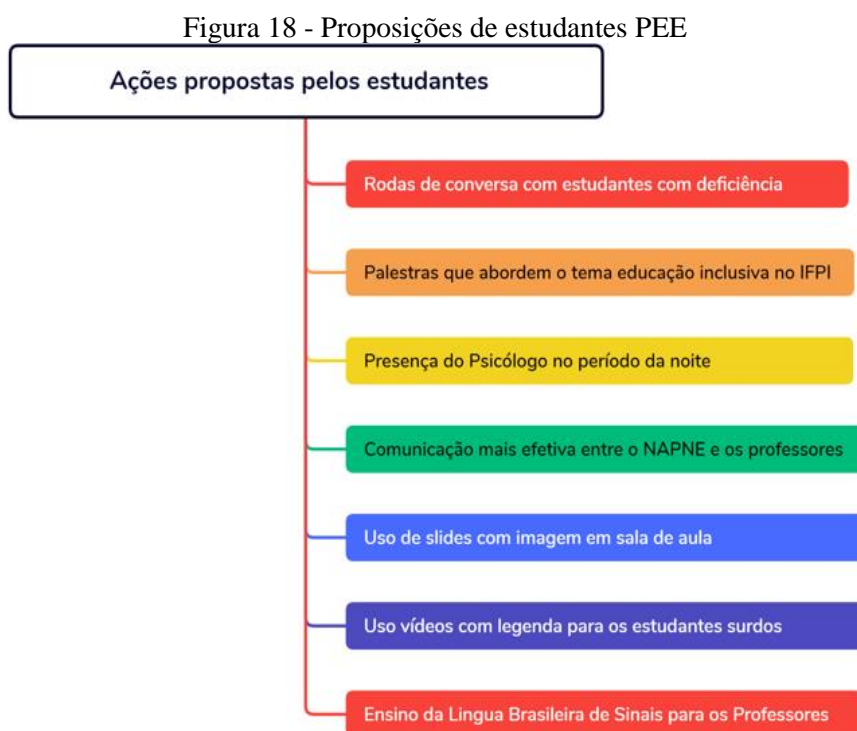 Figura 18 - Proposições de estudantes PEE
Ações propostas pelos estudantes
Rodas de conversa com estudantes com deficiência
Palestras que abordem o tema educação inclusiva no IFPI
Presença do Psicólogo no período da noite
Comunicação mais efetiva entre o NAPNE e os professores
Uso de slides com imagem em sala de aula
Uso vídeos com legenda para os estudantes surdos
Ensino da Lingua Brasileira de Sinais para os Professores